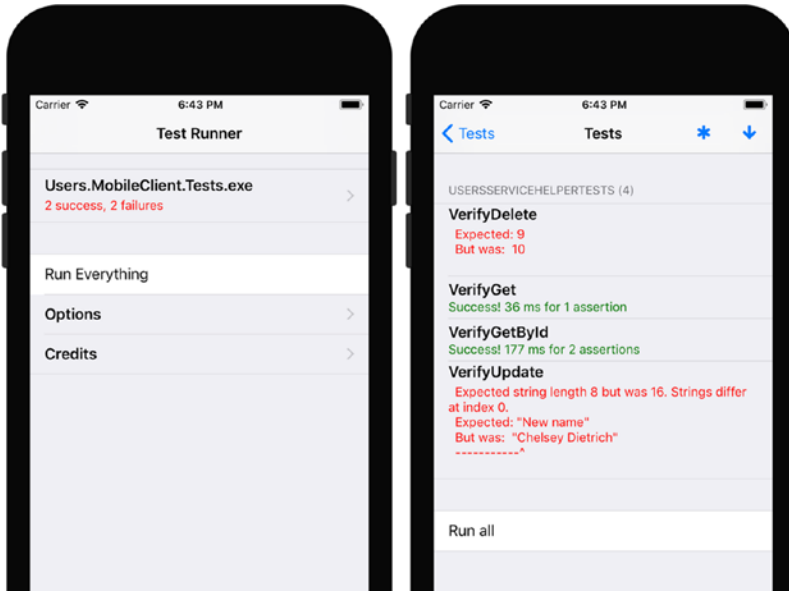 Carrier 6:43 PM
Test Runner
Users.MobileClient.Tests.exe
2 success, 2 failures
Run Everything
Options
Credits
Carrier 6:43 PM
Tests Tests
USERSSERVICEHELPERTESTS (4)
VerifyDelete
Expected: 9
But was: 10
VerifyGet
Success! 36 ms for 1 assertion
VerifyGetById
Success! 177 ms for 2 assertions
VerifyUpdate
Expected string length 8 but was 16. Strings differ
at index 0.
Expected: "New name"
But was: "Chelsey Dietrich"
-----------^
Run all